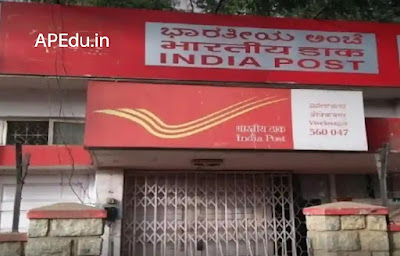 APEdu.in
ಭಾರತೀಯ ಅಂಚೆ
भारतीय डाक
INDIA POST
भारतीय डाक
India Post
560 047